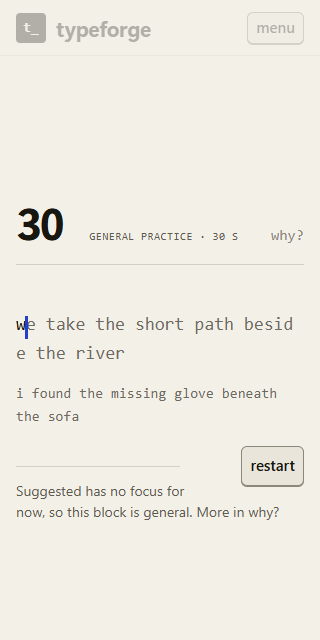 t_ typeforge menu
30 GENERAL PRACTICE · 30 S why?
we take the short path besid
e the river
i found the missing glove beneath
the sofa
restart
Suggested has no focus for
now, so this block is general. More in why?